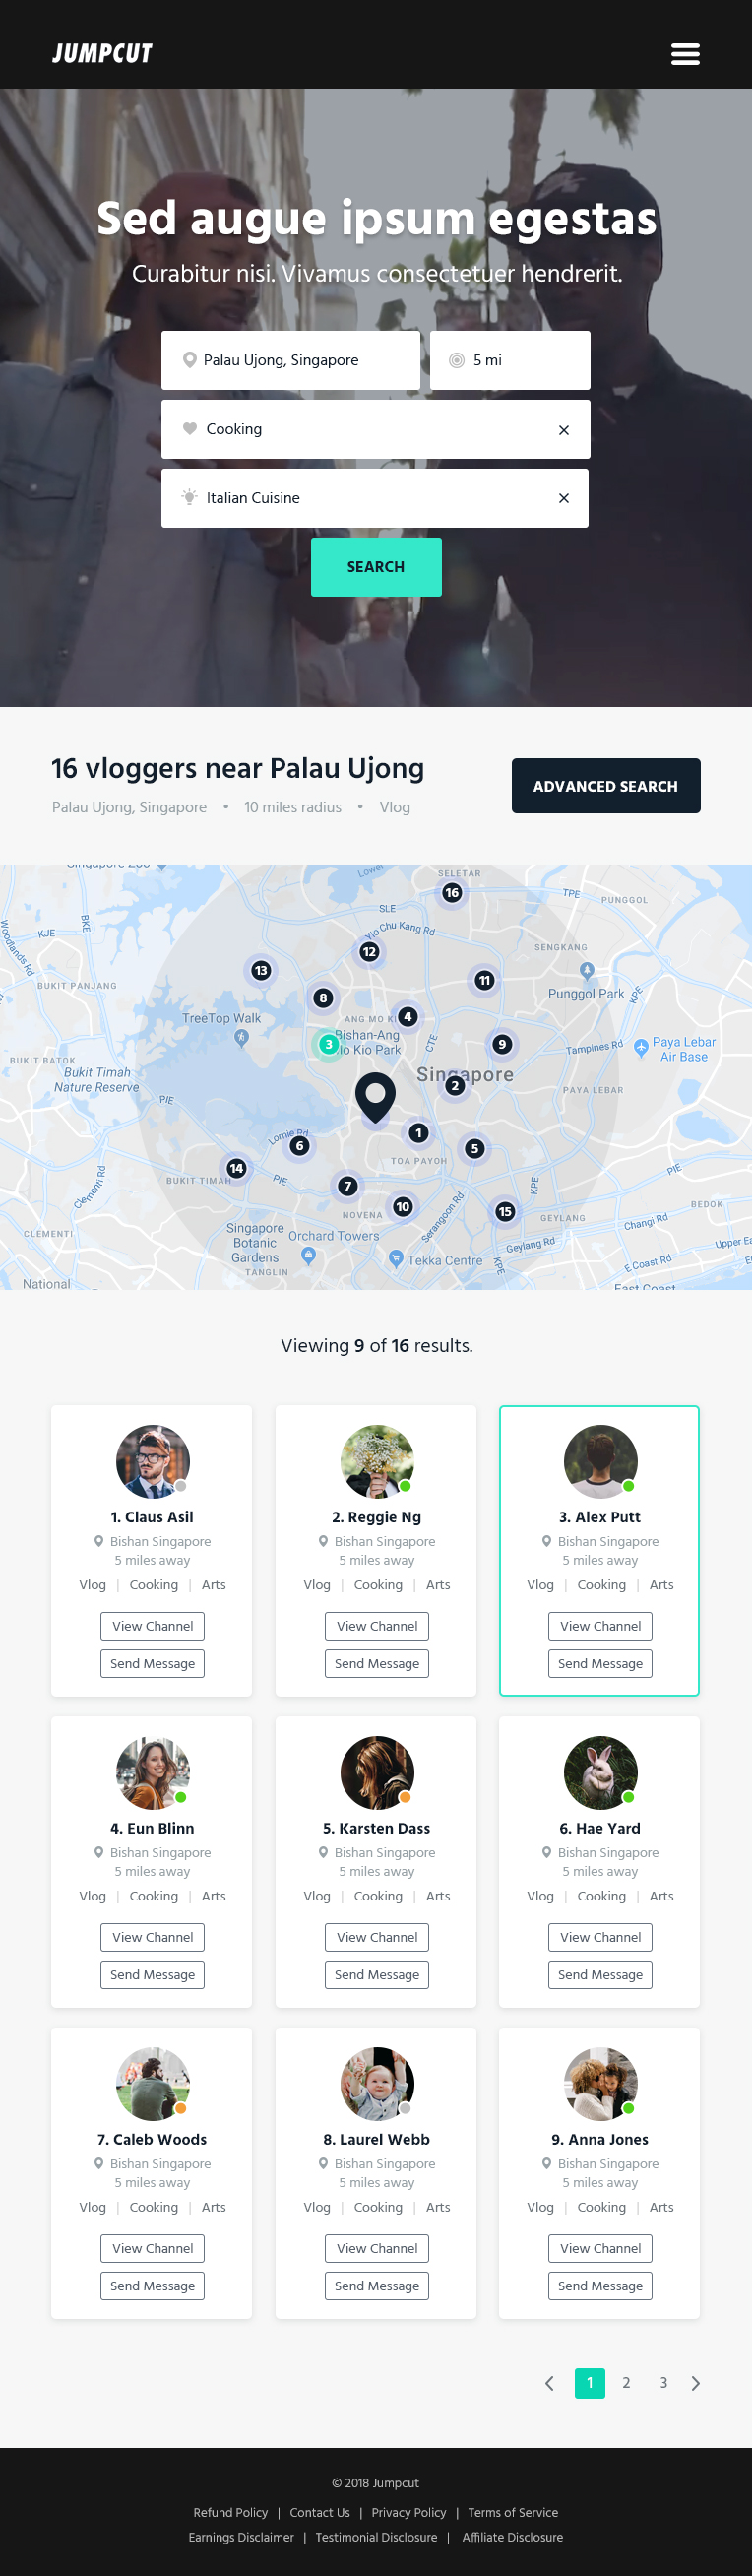 JUMPCUT
Sed augue ipsum egestas
Curabitur nisi. Vivamus consectetuer hendrerit.
Palau Ujong, Singapore
5 mi
Cooking
Italian Cuisine
SEARCH
16 vloggers near Palau Ujong
Palau Ujong, Singapore • 10 miles radius • Vlog
ADVANCED SEARCH
SELETAR
16
TPE
PUNGGOL
SLE
BKE
KJE
Woodlands Rd
Yio Chu Kang Rd
12
SENGKANG
13
11
BUKIT PANJANG
8
Punggol Park
KPE
TreeTop Walk
4
ANG MO KI
3
Bishan-Ang
Mo Kio Park
CTE
9
Tampines Rd
Paya Lebar
Air Base
BUKIT BATOK
Bukit Timah
Nature Reserve
Singapore
2
PAYA LEBAR
PIE
1
Lornie Rd
6
5
TOA PAYOH
14
BUKIT TIMAH
PIE
7
KPE
PIE
Clementi Rd
10
Serangoon Rd
15
BEDOK
NOVENA
GEYLANG
Changi Rd
CLEMENTI
Singapore
Botanic
Gardens
Orchard Towers
Geylang Rd
Upper Ea
Tekka Centre
KPE
E Coast Rd
TANGLIN
National
East Coast
Viewing 9 of 16 results.
1. Claus Asil
Bishan Singapore
5 miles away
Vlog | Cooking | Arts
View Channel
Send Message
2. Reggie Ng
Bishan Singapore
5 miles away
Vlog | Cooking | Arts
View Channel
Send Message
3. Alex Putt
Bishan Singapore
5 miles away
Vlog | Cooking | Arts
View Channel
Send Message
4. Eun Blinn
Bishan Singapore
5 miles away
Vlog | Cooking | Arts
View Channel
Send Message
5. Karsten Dass
Bishan Singapore
5 miles away
Vlog | Cooking | Arts
View Channel
Send Message
6. Hae Yard
Bishan Singapore
5 miles away
Vlog | Cooking | Arts
View Channel
Send Message
7. Caleb Woods
Bishan Singapore
5 miles away
Vlog | Cooking | Arts
View Channel
Send Message
8. Laurel Webb
Bishan Singapore
5 miles away
Vlog | Cooking | Arts
View Channel
Send Message
9. Anna Jones
Bishan Singapore
5 miles away
Vlog | Cooking | Arts
View Channel
Send Message
1 2 3
© 2018 Jumpcut
Refund Policy | Contact Us | Privacy Policy | Terms of Service
Earnings Disclaimer | Testimonial Disclosure | Affiliate Disclosure